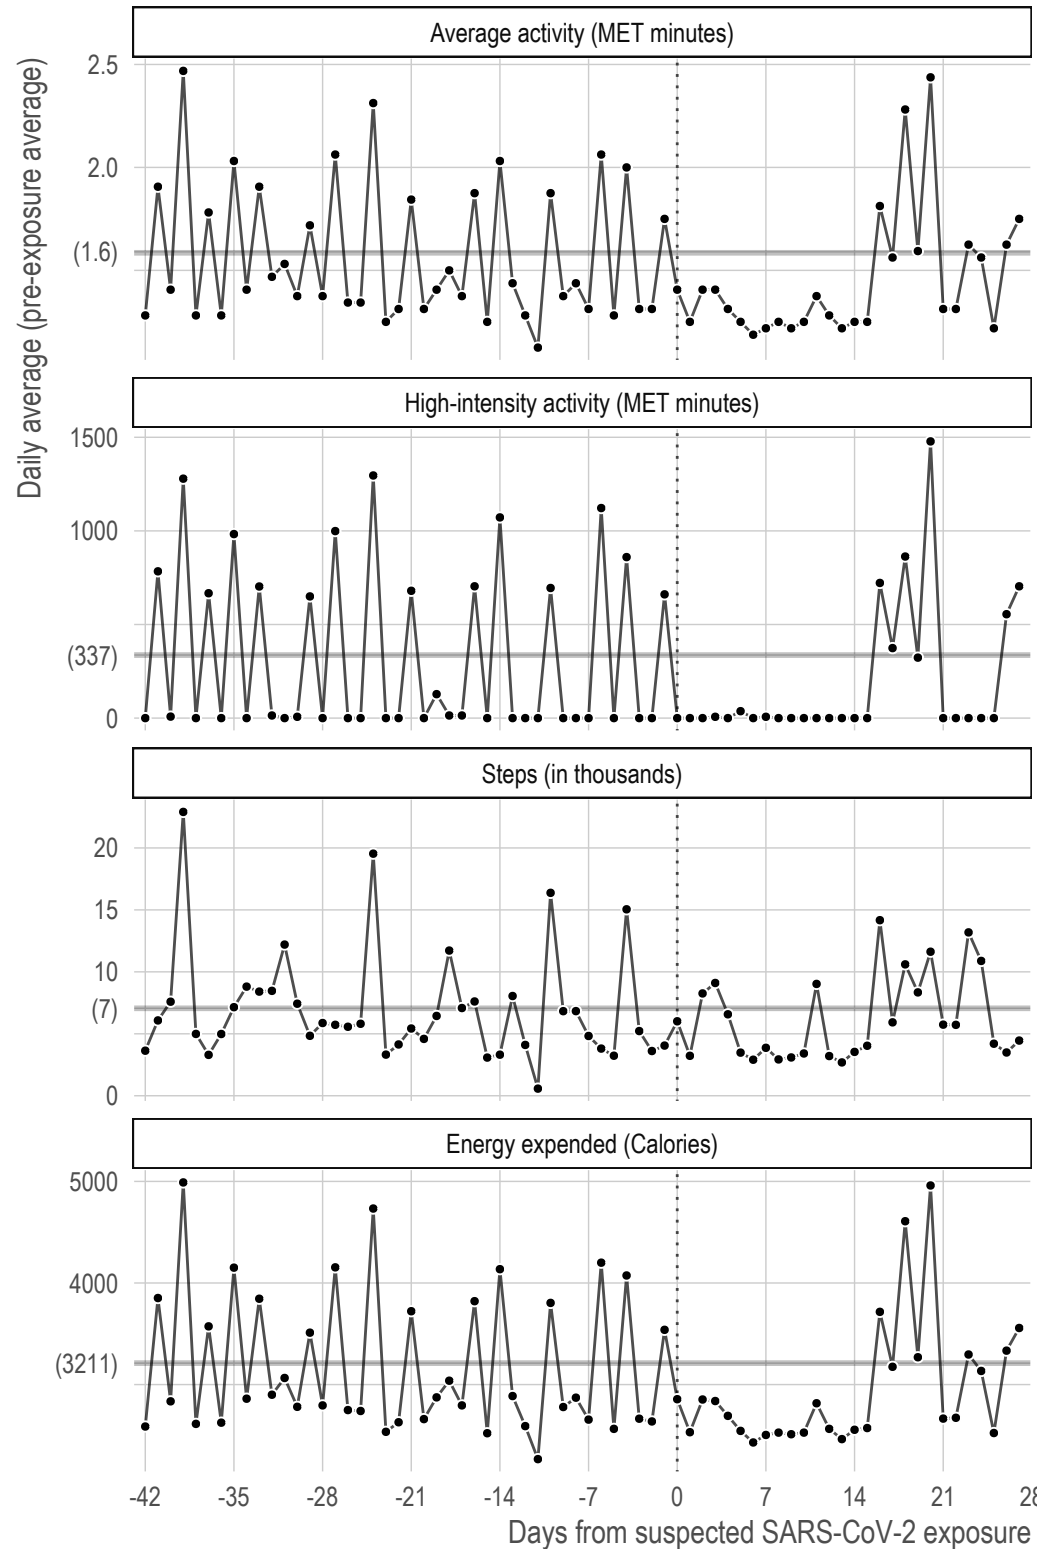 Daily average (pre-exposure average)
Average activity (MET minutes)
2.5
2.0
(1.6)
High-intensity activity (MET minutes)
1500
1000
(337)
0
Steps (in thousands)
20
15
10
(7)
0
Energy expended (Calories)
5000
4000
(3211)
-42 -35 -28 -21 -14 -7 0 7 14 21 28
Days from suspected SARS-CoV-2 exposure